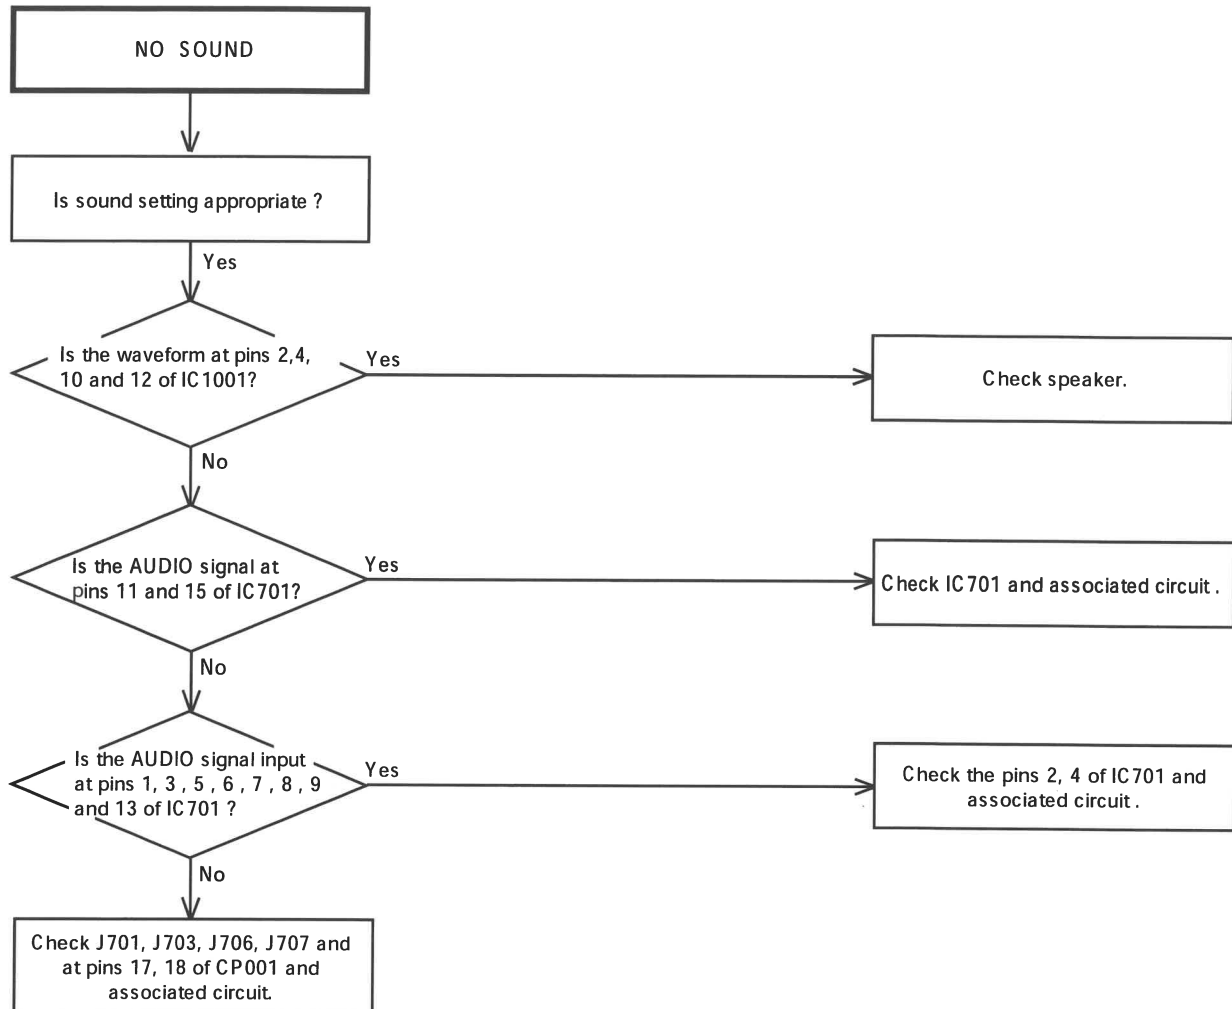 NO SOUND
Is sound setting appropriate ?
Yes
Is the waveform at pins 2,4,
10 and 12 of IC1001?
Yes
Check speaker.
No
Is the AUDIO signal at
pins 11 and 15 of IC701?
Yes
Check IC701 and associated circuit .
No
Is the AUDIO signal input
at pins 1, 3 , 5 , 6 , 7 , 8 , 9
and 13 of IC701 ?
Yes
Check the pins 2, 4 of IC701 and
associated circuit .
No
Check J701, J703, J706, J707 and
at pins 17, 18 of CP001 and
associated circuit.